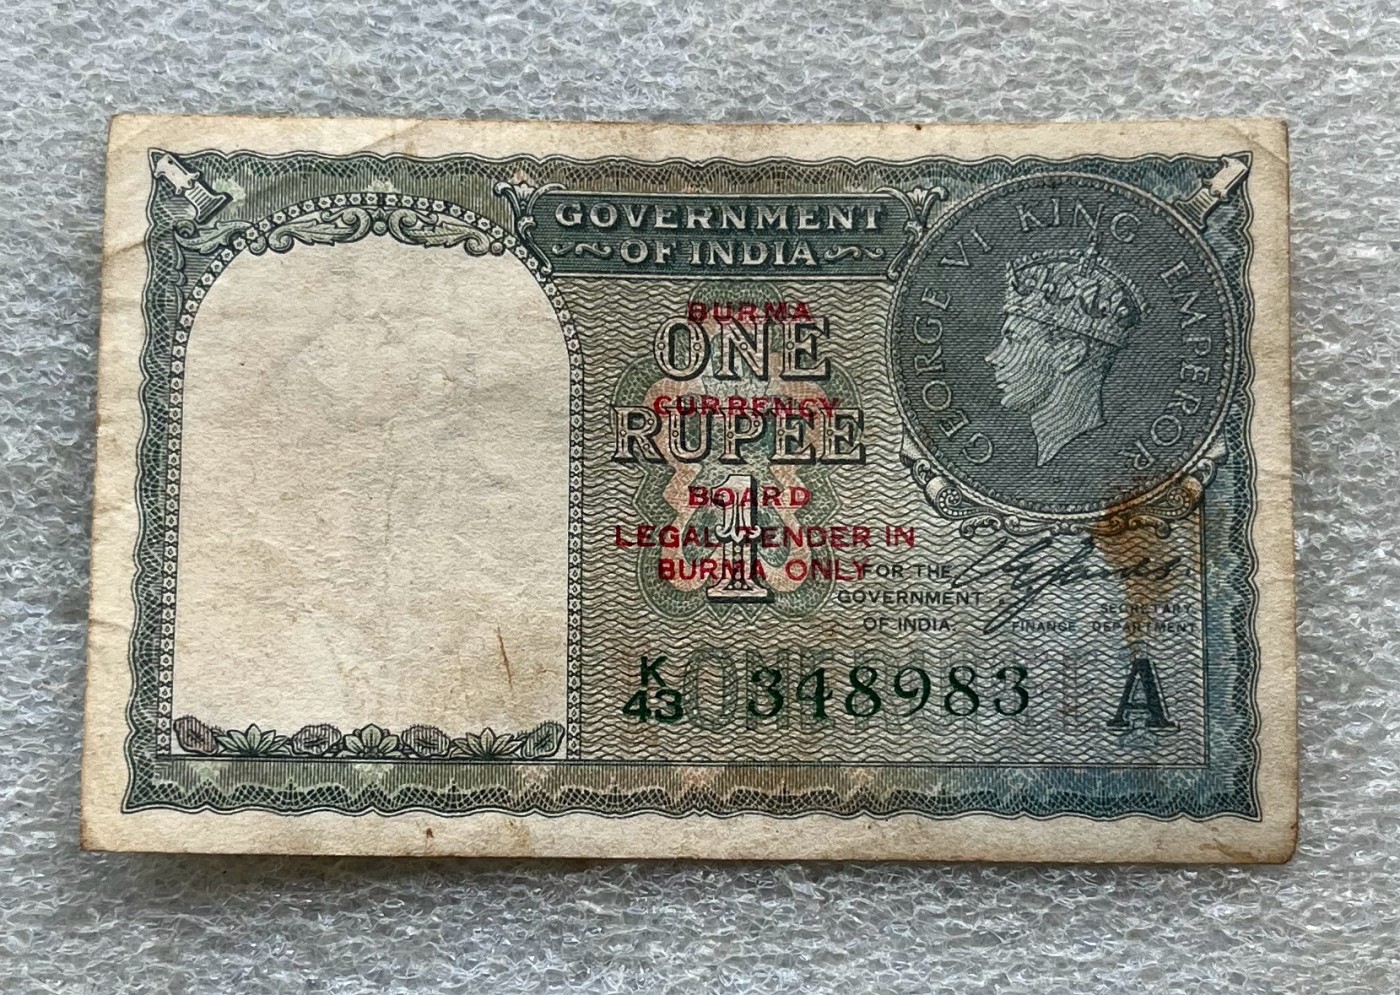 1
1
GOVERNMENT
OF INDIA
GEORGE VI KING EMPEROR
BURMA
ONE
CURRENCY
RUPEE
BOARD
1
LEGAL TENDER IN
BURMA ONLY
FOR THE
GOVERNMENT
OF INDIA.
SECRETARY,
FINANCE DEPARTMENT
K
43 348983
ONE
A